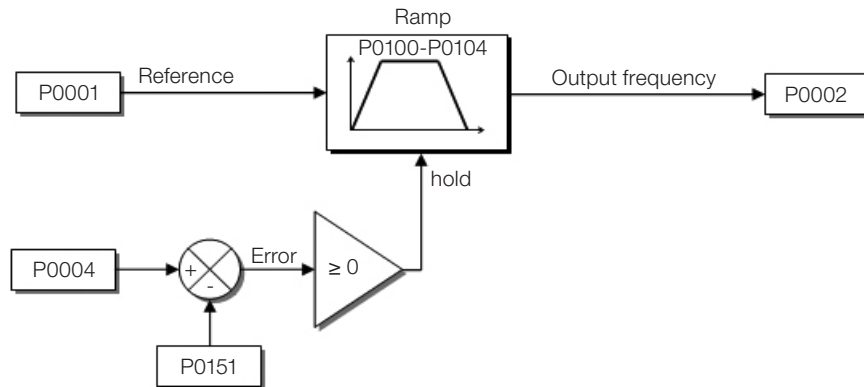 Ramp
P0100-P0104
P0001
Reference
Output frequency
P0002
hold
P0004
+
-
Error
≥ 0
P0151